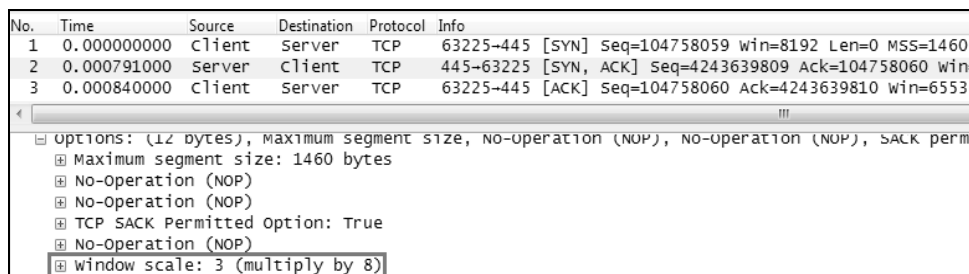 No. Time Source Destination Protocol Info
1 0.000000000 Client Server TCP 63225→445 [SYN] Seq=104758059 Win=8192 Len=0 MSS=1460
2 0.000791000 Server Client TCP 445→63225 [SYN, ACK] Seq=4243639809 Ack=104758060 Win=
3 0.000840000 Client Server TCP 63225→445 [ACK] Seq=104758060 Ack=4243639810 Win=6553
Options: (12 bytes), Maximum segment size, No-Operation (NOP), No-Operation (NOP), SACK perm
Maximum segment size: 1460 bytes
No-Operation (NOP)
No-Operation (NOP)
TCP SACK Permitted Option: True
No-Operation (NOP)
Window scale: 3 (multiply by 8)